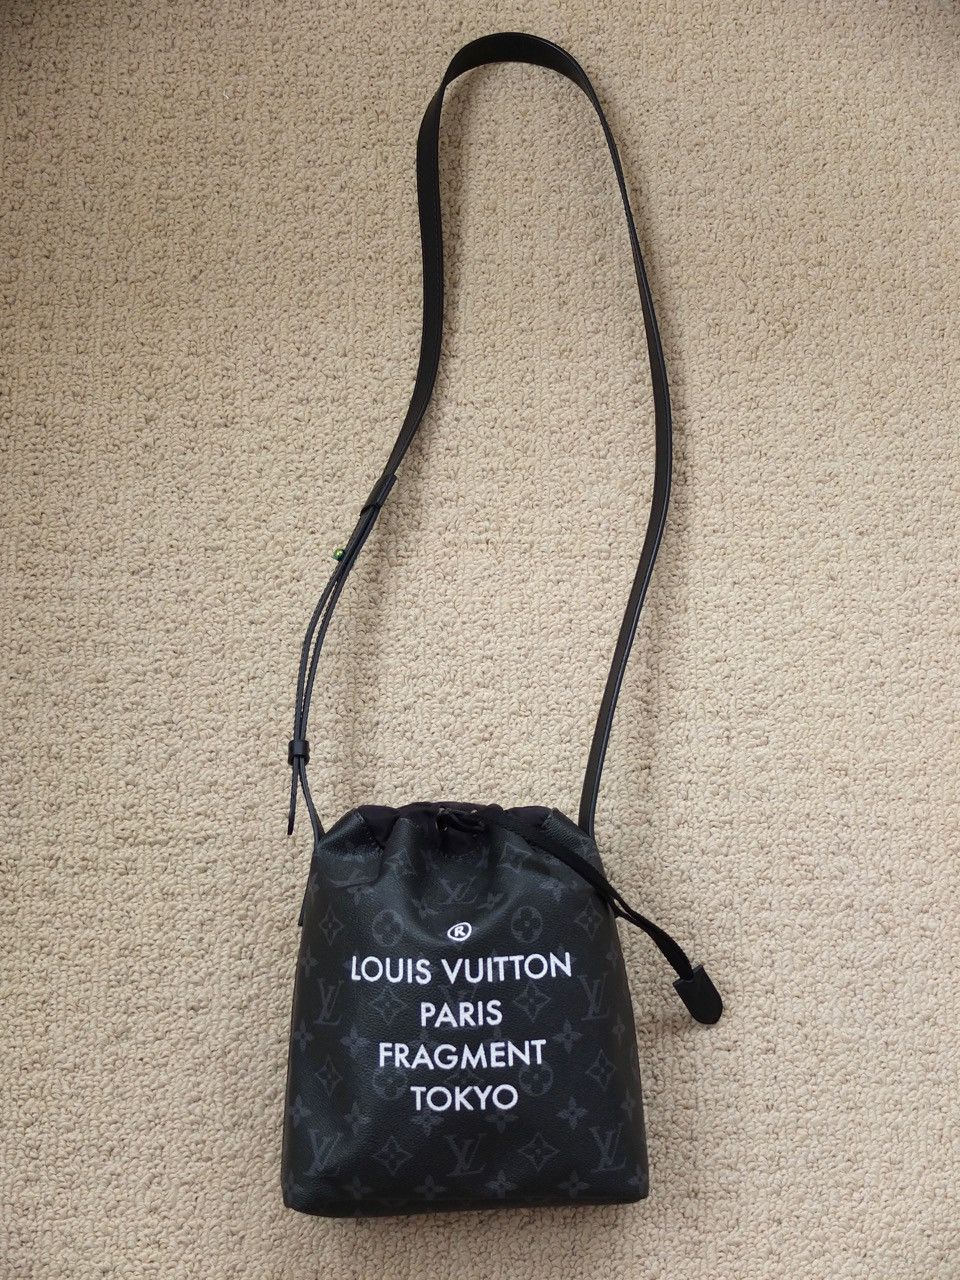 ®
LOUIS VUITTON
PARIS
FRAGMENT
TOKYO